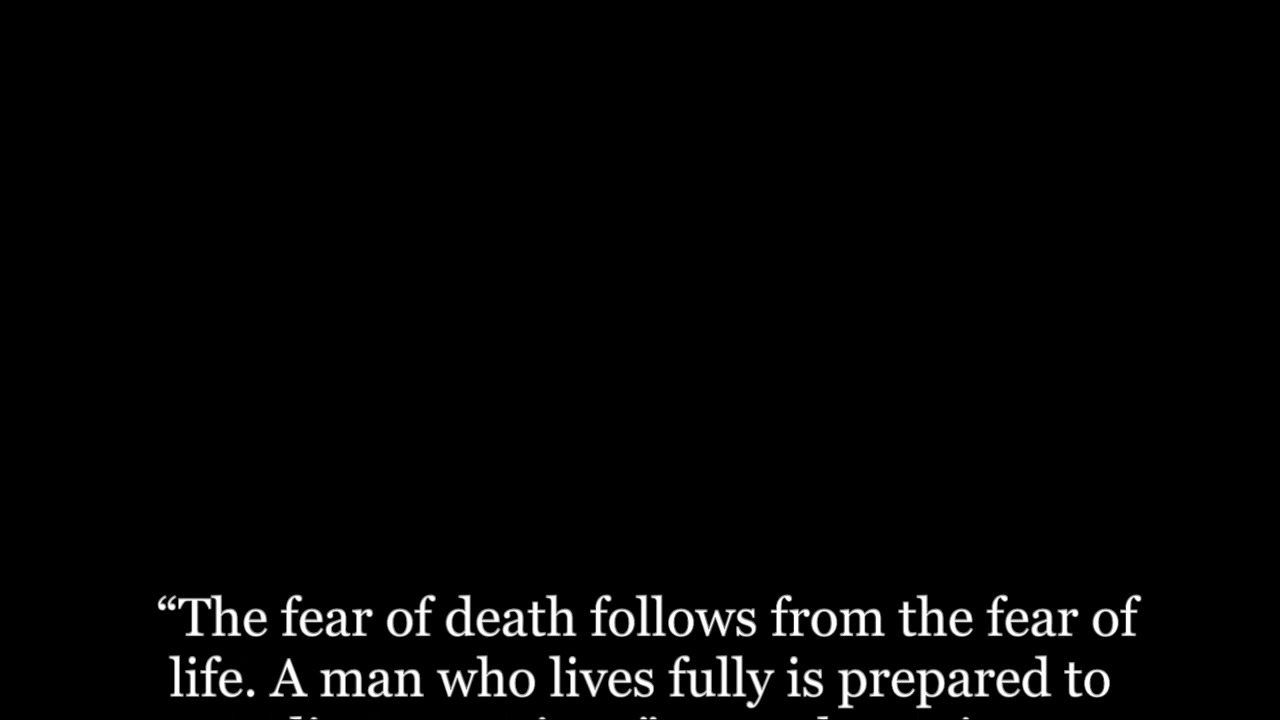 “The fear of death follows from the fear of
life. A man who lives fully is prepared to